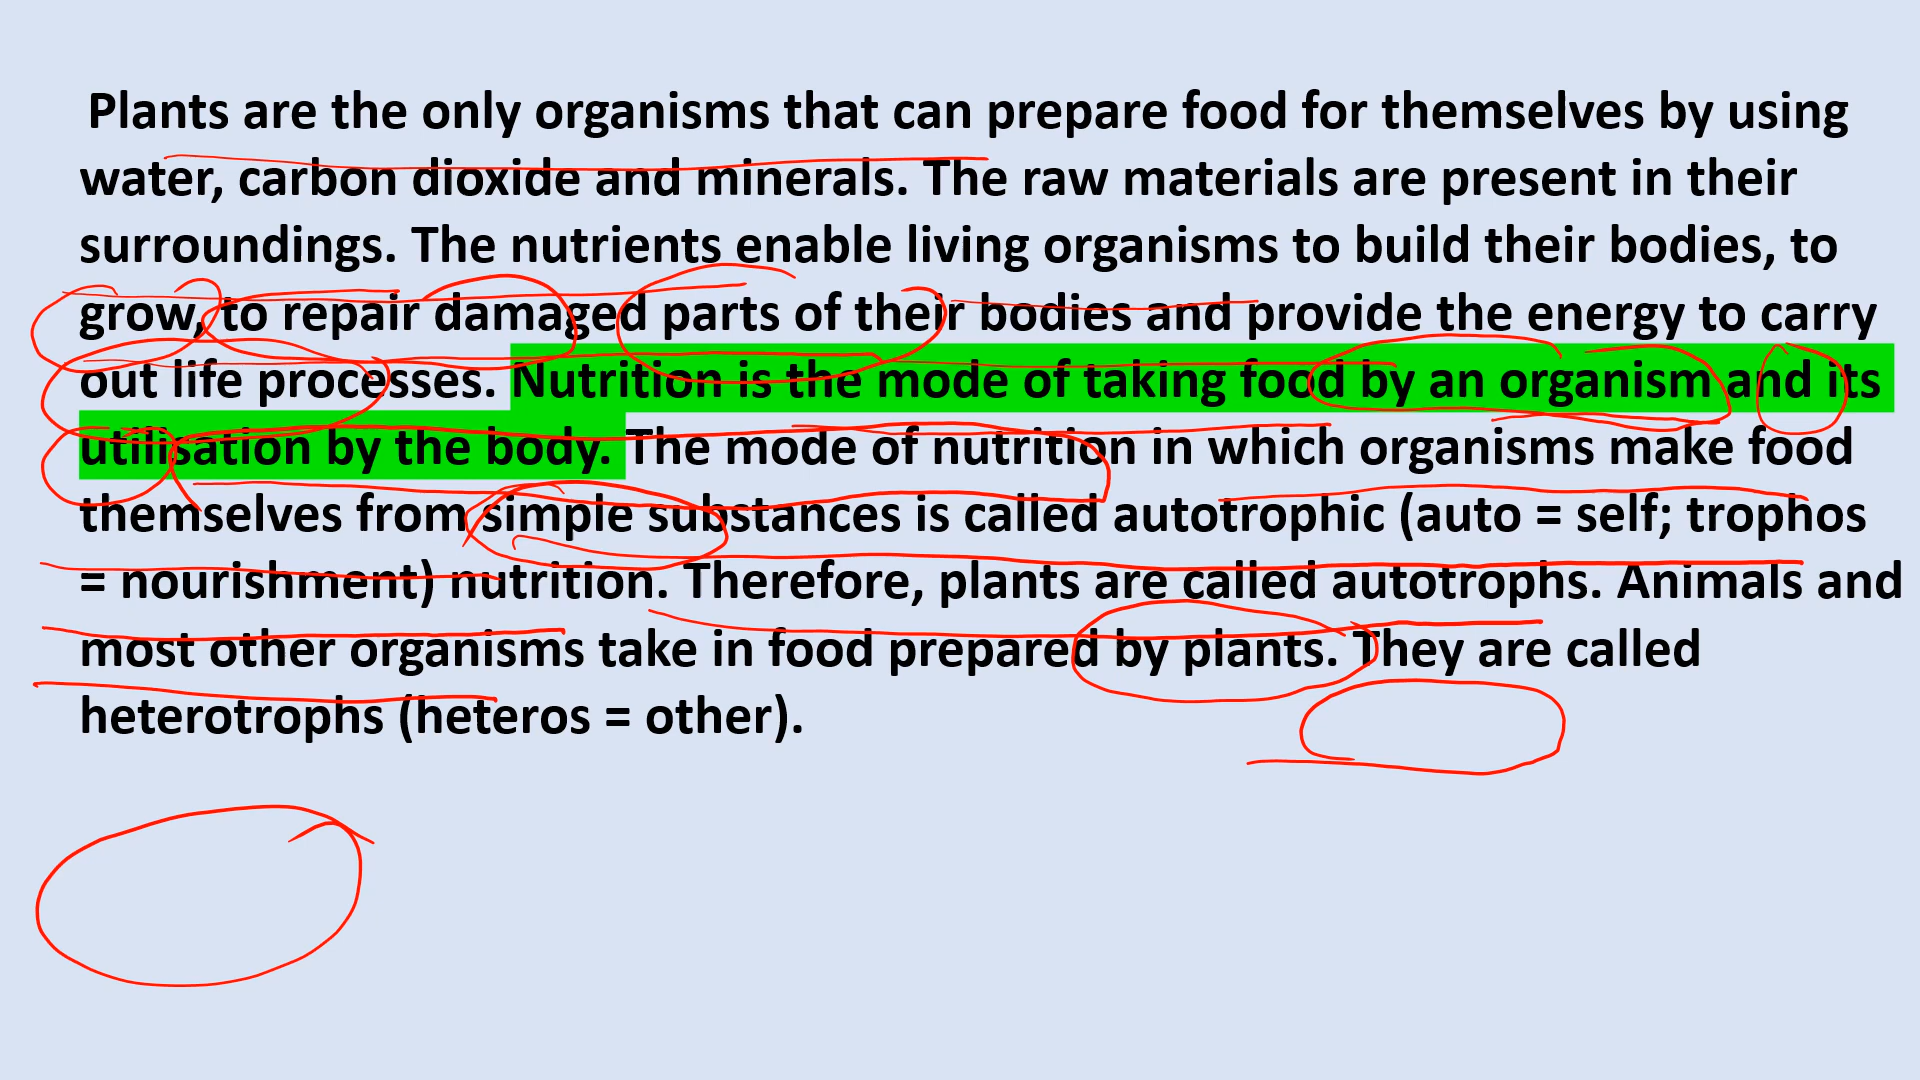 Plants are the only organisms that can prepare food for themselves by using
water, carbon dioxide and minerals. The raw materials are present in their
surroundings. The nutrients enable living organisms to build their bodies, to
grow, to repair damaged parts of their bodies and provide the energy to carry
out life processes. Nutrition is the mode of taking food by an organism and its
utilisation by the body. The mode of nutrition in which organisms make food
themselves from simple substances is called autotrophic (auto = self; trophos
= nourishment) nutrition. Therefore, plants are called autotrophs. Animals and
most other organisms take in food prepared by plants. They are called
heterotrophs (heteros = other).